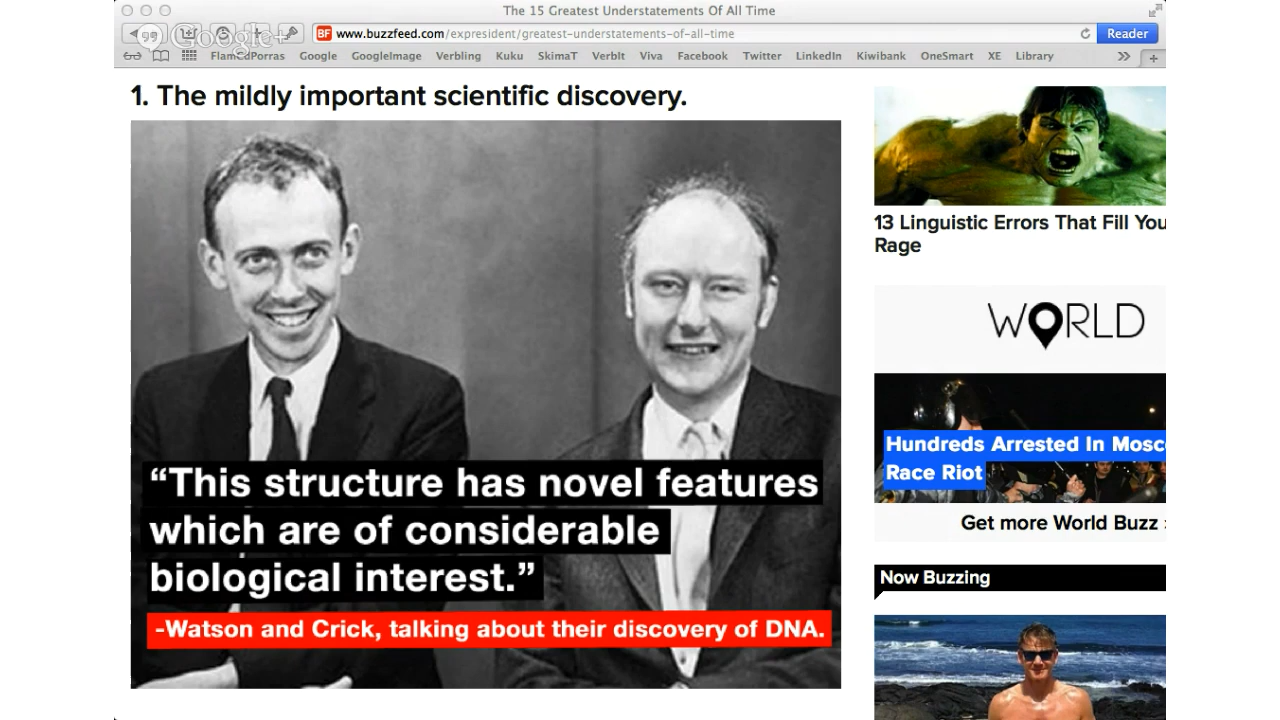 The 15 Greatest Understatements Of All Time
Google+
BF www.buzzfeed.com/expresident/greatest-understatements-of-all-time
Reader
FlamCdPorras Google GoogleImage Verbling Kuku SkimaT VerbIt Viva Facebook Twitter LinkedIn Kiwibank OneSmart XE Library
1. The mildly important scientific discovery.
“This structure has novel features
which are of considerable
biological interest.”
-Watson and Crick, talking about their discovery of DNA.
13 Linguistic Errors That Fill You
Rage
WORLD
Hundreds Arrested In Mosc
Race Riot
Get more World Buzz
Now Buzzing